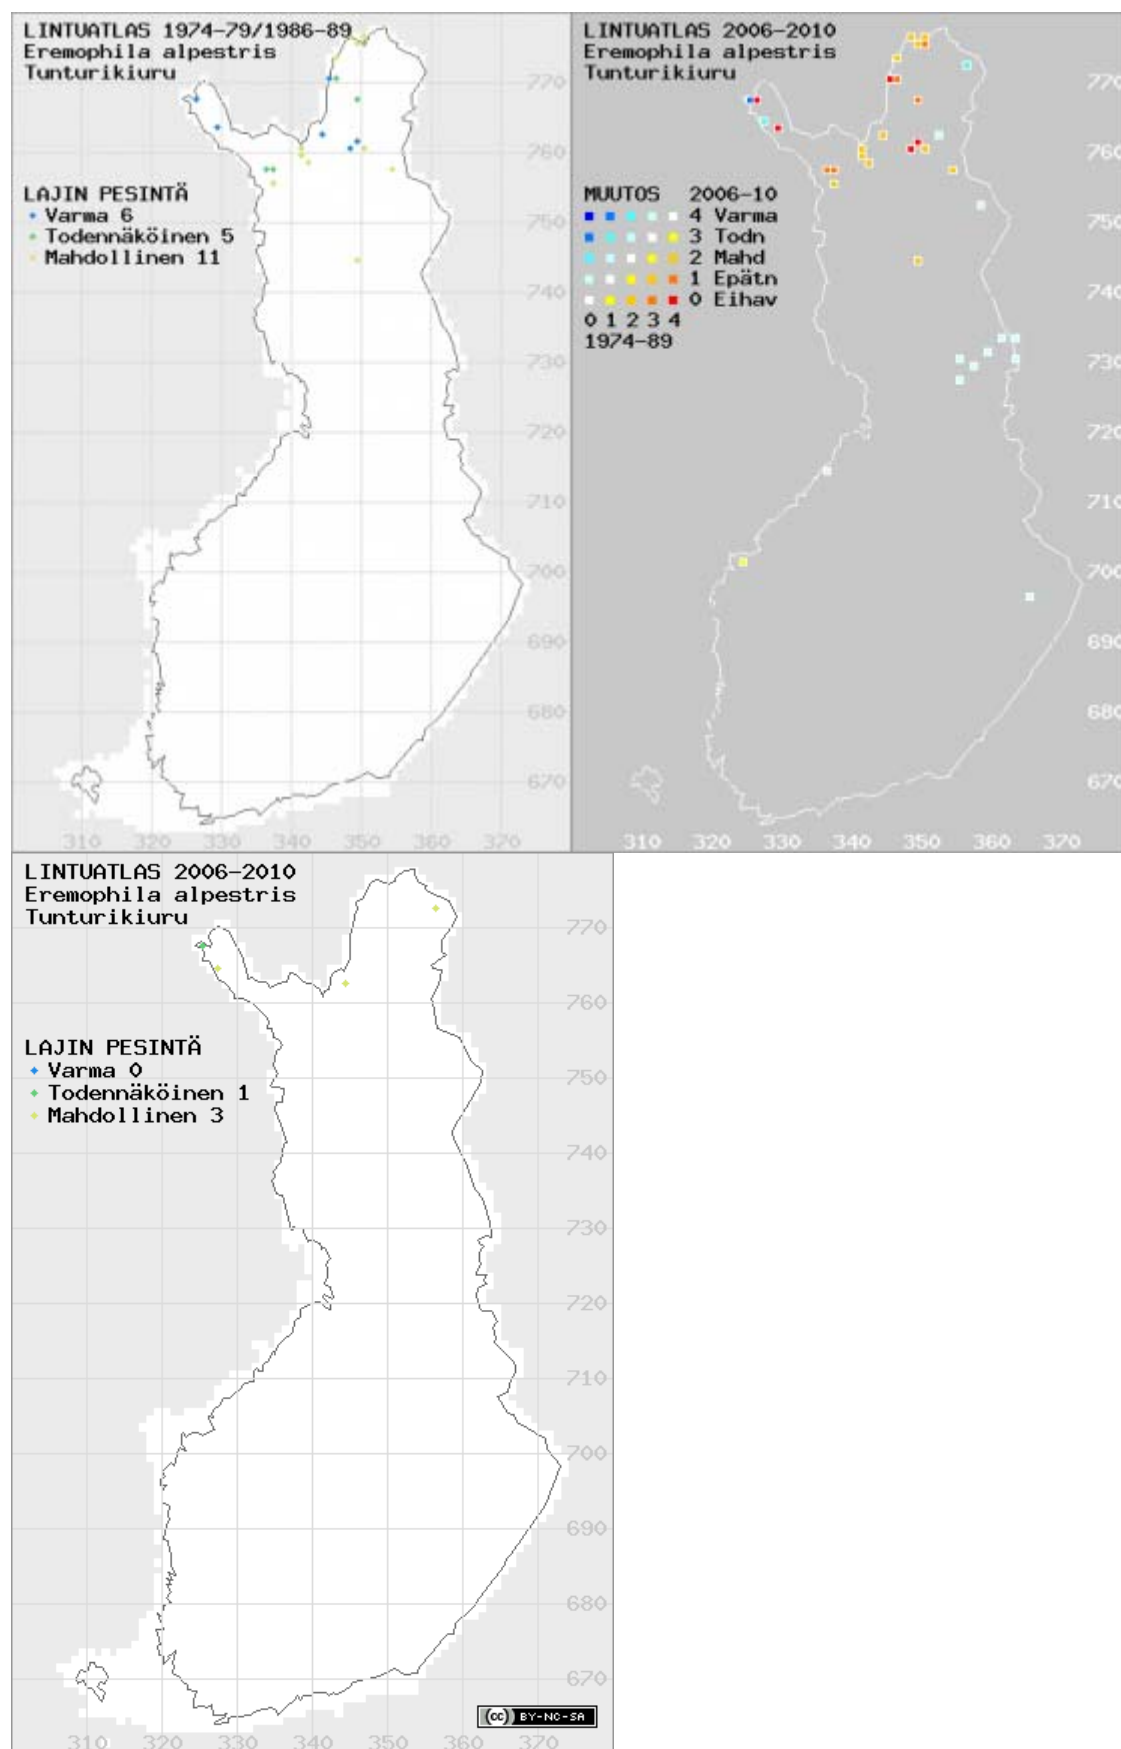 LINTUATLAS 1974-79/1986-89
Eremophila alpestris
Tunturikiuru
770
760
LAJIN PESINTÄ
Varma 6
750
Todennäköinen 5
Mahdollinen 11
740
730
720
710
700
690
680
670
310 320 330 340 350 360 370
LINTUATLAS 2006-2010
Eremophila alpestris
Tunturikiuru
770
760
MUUTOS 2006-10
4 Varma
750
3 Todn
2 Mahd
1 Epätn
740
0 Eihav
0 1 2 3 4
1974-89
730
720
710
700
690
680
670
310 320 330 340 350 360 370
LINTUATLAS 2006-2010
Eremophila alpestris
Tunturikiuru
770
760
LAJIN PESINTÄ
Varma 0
750
Todennäköinen 1
Mahdollinen 3
740
730
720
710
700
690
680
670
cc BY-NC-SA
310 320 330 340 350 360 370